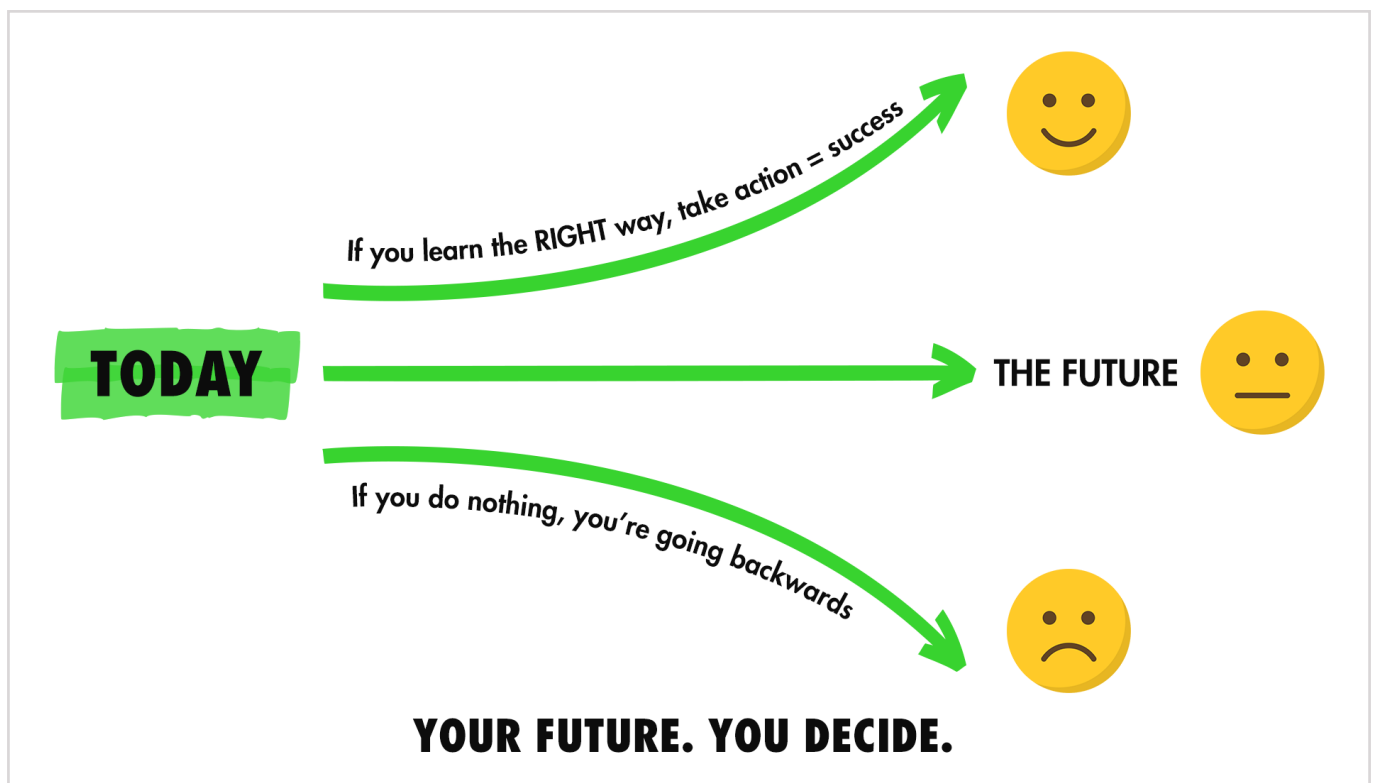 If you learn the RIGHT way, take action = success
TODAY
THE FUTURE
If you do nothing, you're going backwards
YOUR FUTURE. YOU DECIDE.